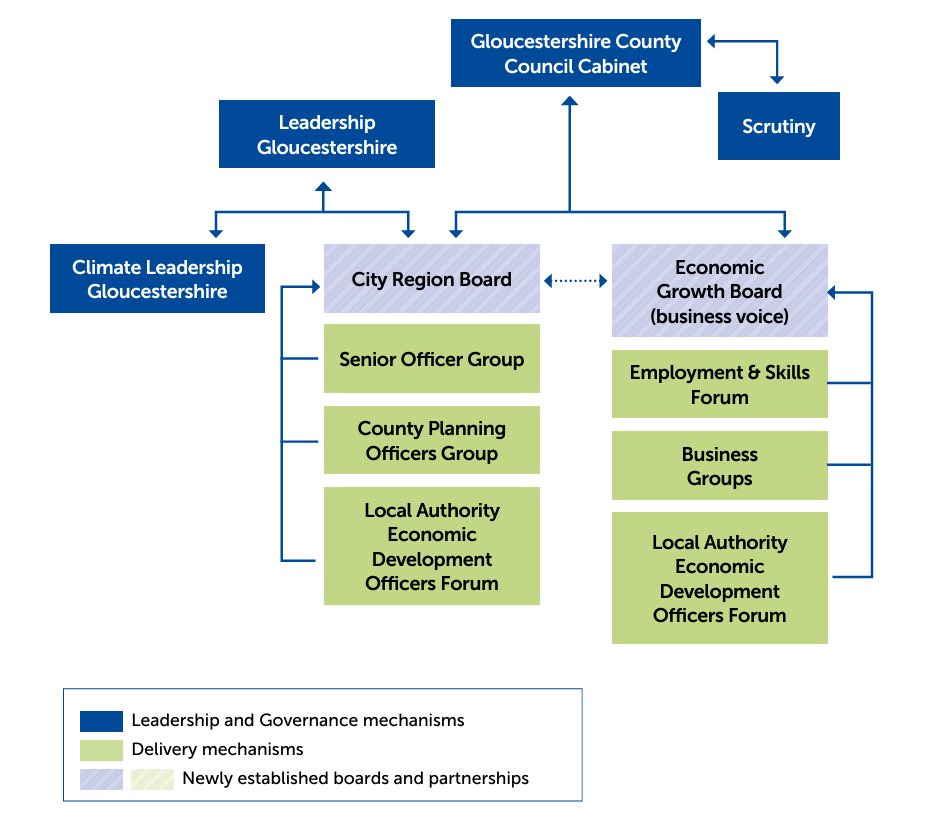 Gloucestershire County
Council Cabinet
Scrutiny
Leadership
Gloucestershire
Climate Leadership
Gloucestershire
City Region Board
Senior Officer Group
County Planning
Officers Group
Local Authority
Economic
Development
Officers Forum
Economic
Growth Board
(business voice)
Employment & Skills
Forum
Business
Groups
Local Authority
Economic
Development
Officers Forum
Leadership and Governance mechanisms
Delivery mechanisms
Newly established boards and partnerships